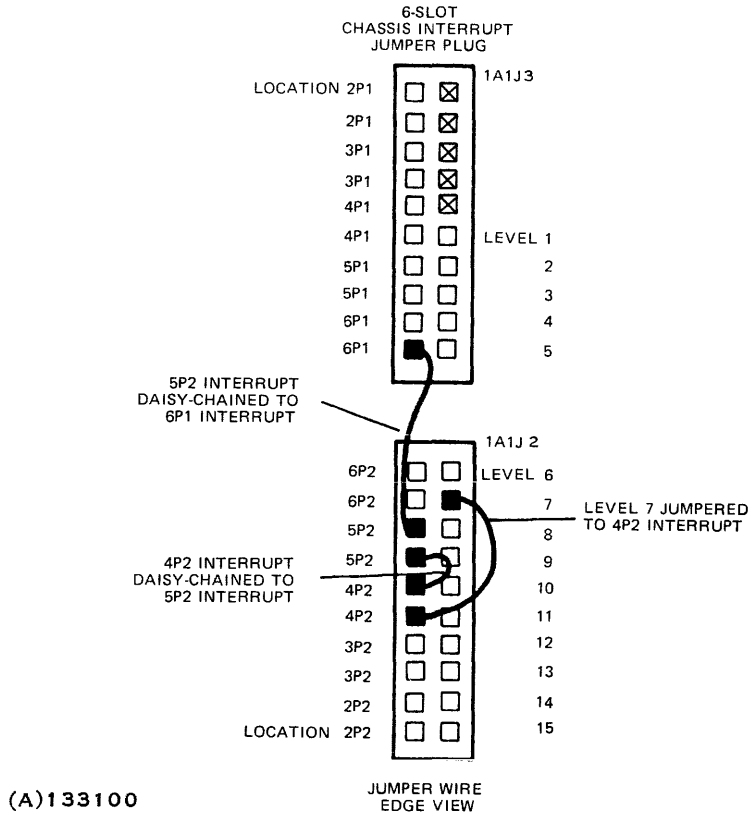 6-SLOT
CHASSIS INTERRUPT
JUMPER PLUG
1A1J3
LOCATION 2P1
2P1
3P1
3P1
4P1
4P1 LEVEL 1
5P1 2
5P1 3
6P1 4
6P1 5
5P2 INTERRUPT
DAISY-CHAINED TO
6P1 INTERRUPT
1A1J2
6P2 LEVEL 6
6P2 7
5P2 8
5P2 9
4P2 10
4P2 11
3P2 12
3P2 13
2P2 14
LOCATION 2P2 15
LEVEL 7 JUMPERED
TO 4P2 INTERRUPT
4P2 INTERRUPT
DAISY-CHAINED TO
5P2 INTERRUPT
JUMPER WIRE
EDGE VIEW
(A)133100